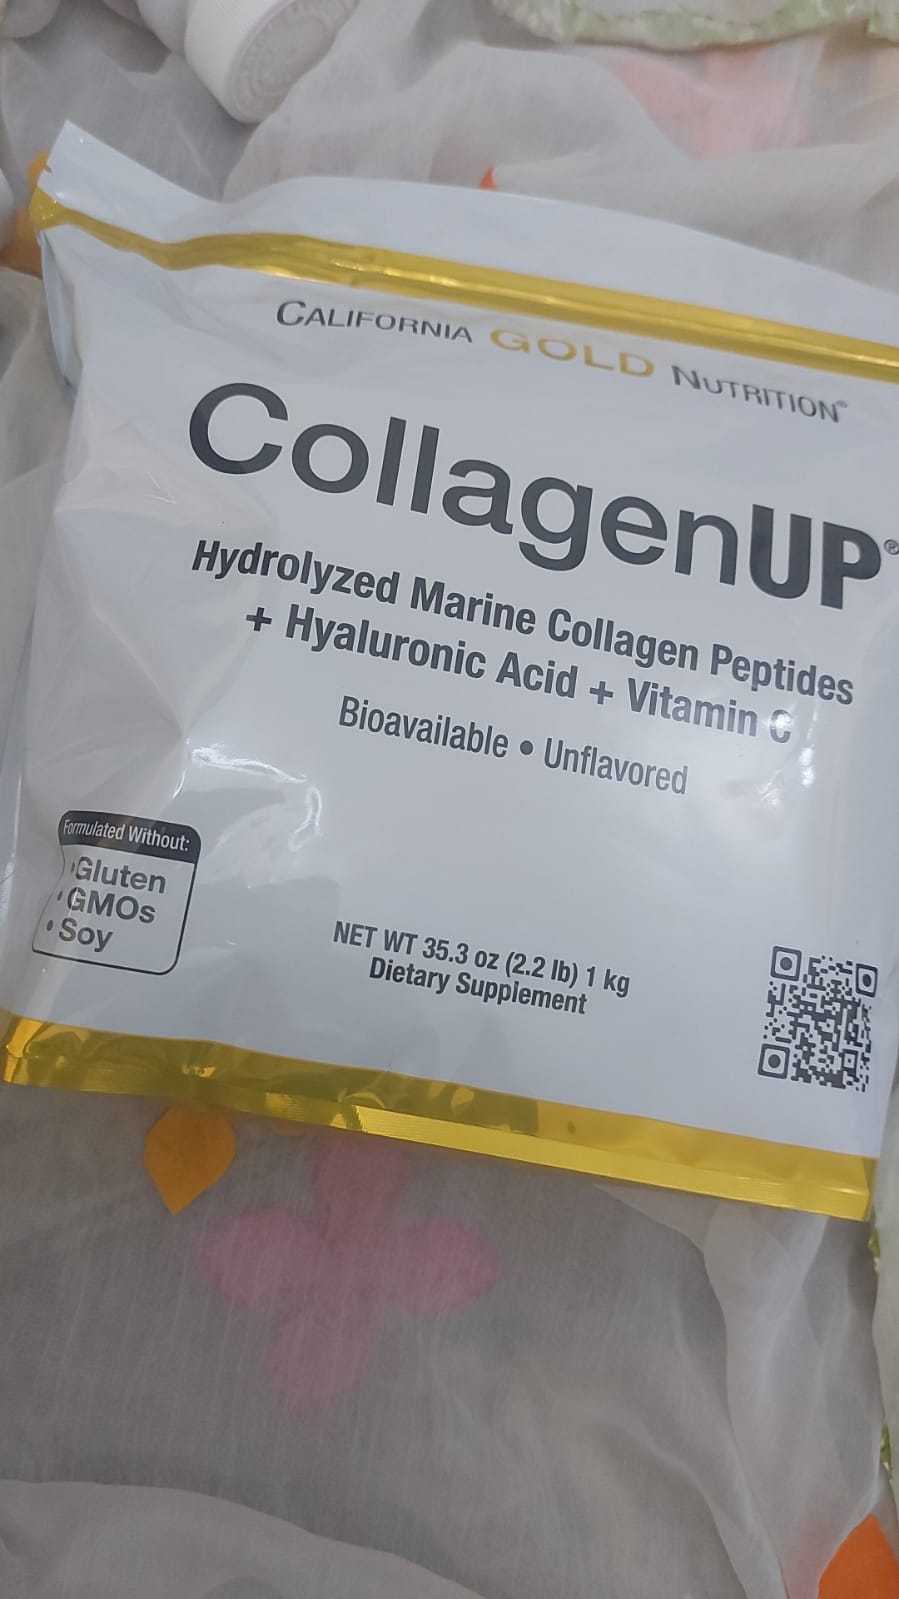 CALIFORNIA GOLD NUTRITION®
CollagenUP®
Hydrolyzed Marine Collagen Peptides
+ Hyaluronic Acid + Vitamin C
Bioavailable • Unflavored
Formulated Without:
•Gluten
•GMOs
•Soy
NET WT 35.3 oz (2.2 lb) 1 kg
Dietary Supplement